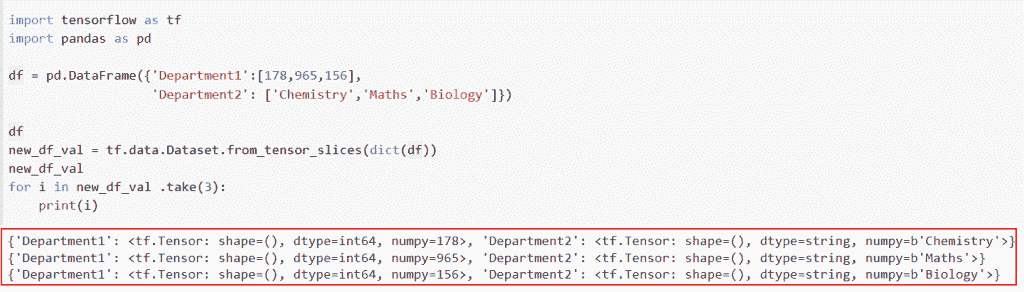 import tensorflow as tf
import pandas as pd
df = pd.DataFrame({'Department1':[178,965,156],
'Department2': ['Chemistry','Maths','Biology']})
df
new_df_val = tf.data.Dataset.from_tensor_slices(dict(df))
new_df_val
for i in new_df_val .take(3):
print(i)
{'Department1': <tf.Tensor: shape=(), dtype=int64, numpy=178>, 'Department2': <tf.Tensor: shape=(), dtype=string, numpy=b'Chemistry'>}
{'Department1': <tf.Tensor: shape=(), dtype=int64, numpy=965>, 'Department2': <tf.Tensor: shape=(), dtype=string, numpy=b'Maths'>}
{'Department1': <tf.Tensor: shape=(), dtype=int64, numpy=156>, 'Department2': <tf.Tensor: shape=(), dtype=string, numpy=b'Biology'>}